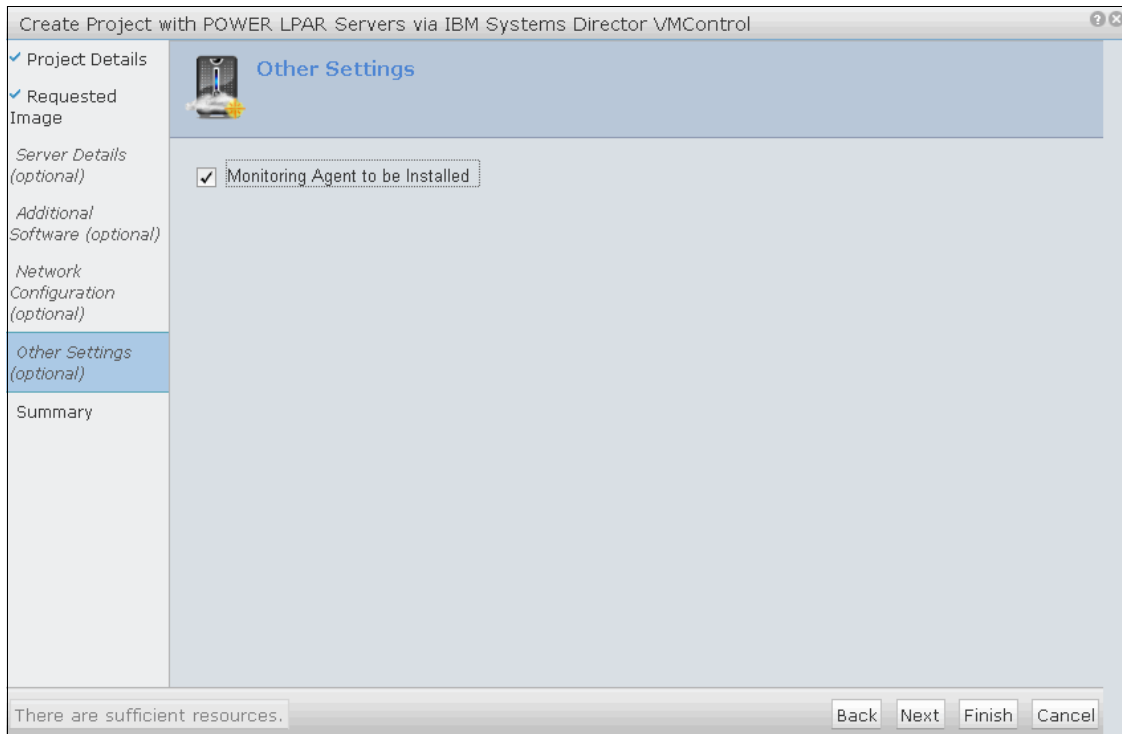 Create Project with POWER LPAR Servers via IBM Systems Director VMControl
Project Details
Requested
Image
Server Details
(optional)
Additional
Software (optional)
Network
Configuration
(optional)
Other Settings
(optional)
Summary
Other Settings
Monitoring Agent to be Installed
There are sufficient resources.
Back Next Finish Cancel